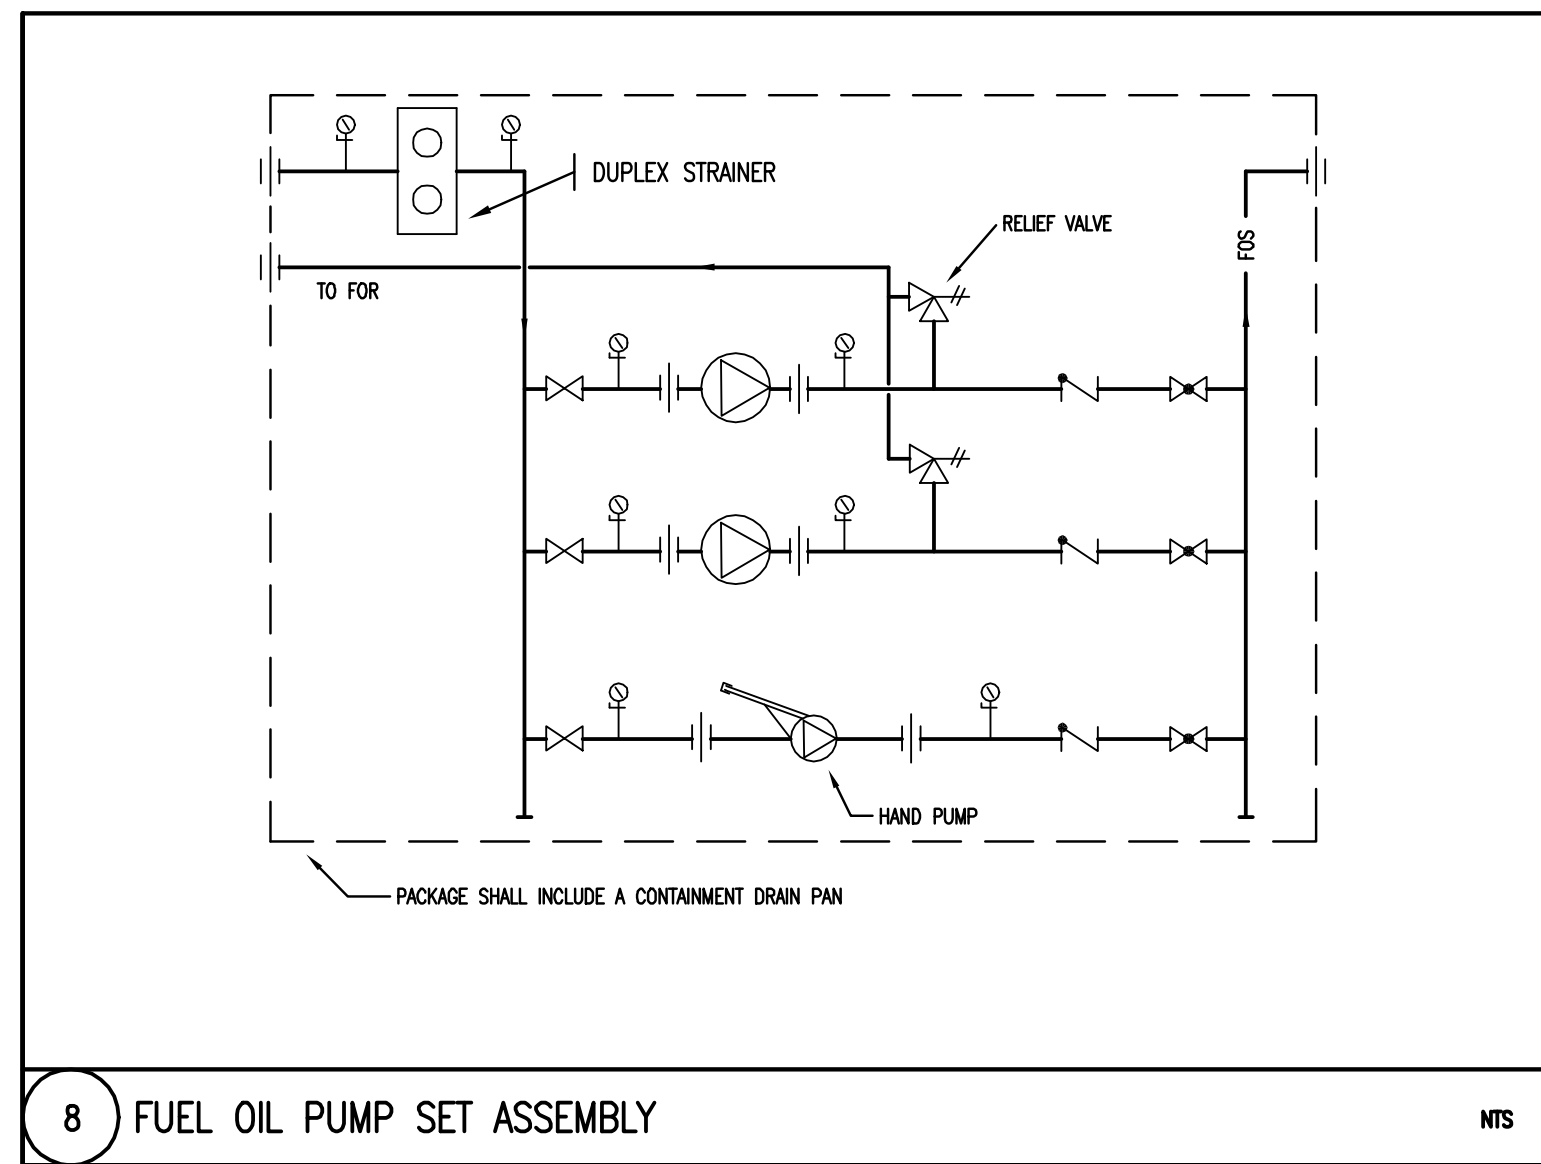 DUPLEX STRAINER
RELIEF VALVE
FOS
TO FOR
HAND PUMP
PACKAGE SHALL INCLUDE A CONTAINMENT DRAIN PAN
8 FUEL OIL PUMP SET ASSEMBLY
NTS